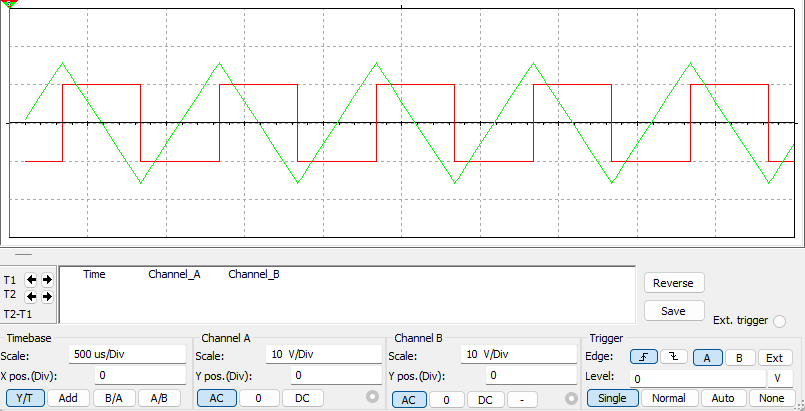 Time Channel_A Channel_B
T1
T2
T2-T1
Reverse
Save
Ext. trigger
Timebase
Scale: 500 us/Div
X pos.(Div): 0
Y/T Add B/A A/B
Channel A
Scale: 10 V/Div
Y pos.(Div): 0
AC 0 DC
Channel B
Scale: 10 V/Div
Y pos.(Div): 0
AC 0 DC -
Trigger
Edge: A B Ext
Level: 0 V
Single Normal Auto None